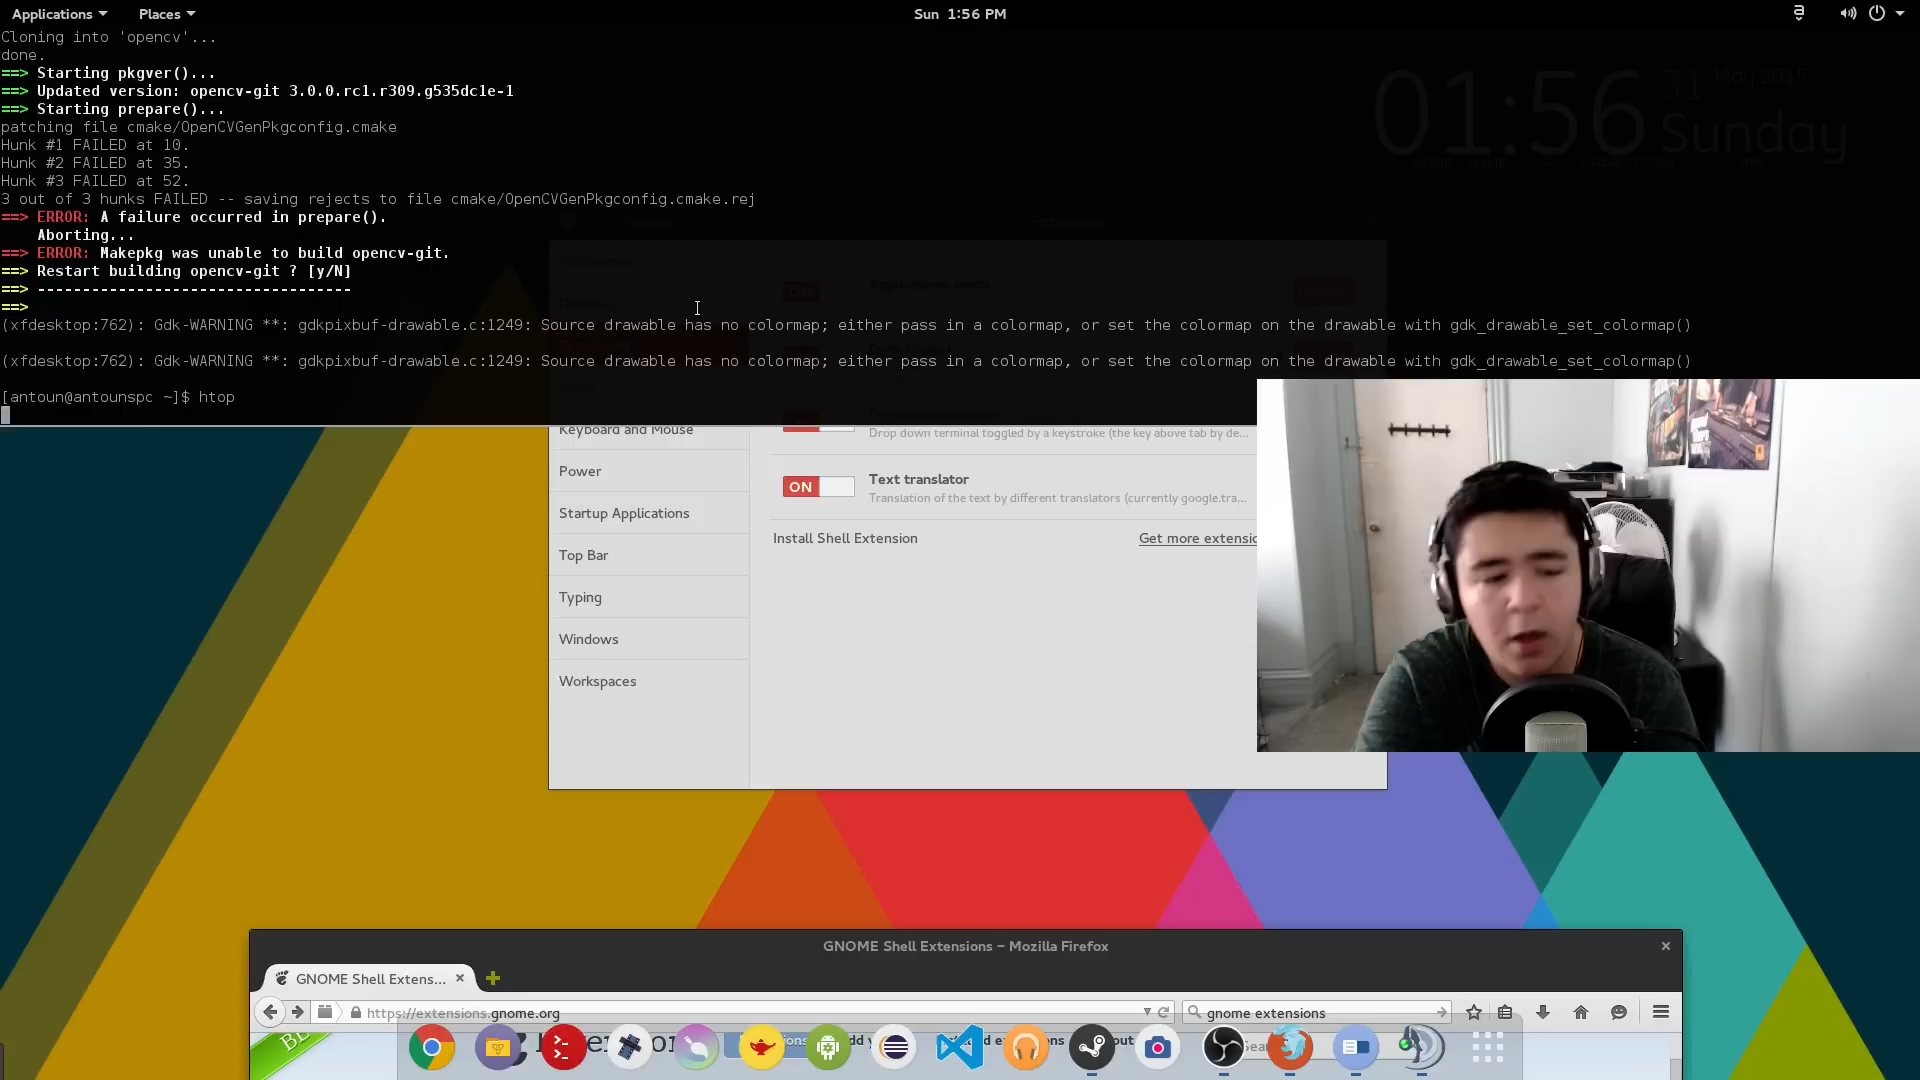 Applications Places Sun 1:56 PM
Cloning into 'opencv'...
done.
==> Starting pkgver()...
==> Updated version: opencv-git 3.0.0.rc1.r309.g535dc1e-1
==> Starting prepare()...
patching file cmake/OpenCVGenPkgconfig.cmake
Hunk #1 FAILED at 10.
Hunk #2 FAILED at 35.
Hunk #3 FAILED at 52.
3 out of 3 hunks FAILED -- saving rejects to file cmake/OpenCVGenPkgconfig.cmake.rej
==> ERROR: A failure occurred in prepare().
Aborting...
==> ERROR: Makepkg was unable to build opencv-git.
==> Restart building opencv-git ? [y/N]
==> -----------------------------------
==>
(xfdesktop:762): Gdk-WARNING **: gdkpixbuf-drawable.c:1249: Source drawable has no colormap; either pass in a colormap, or set the colormap on the drawable with gdk_drawable_set_colormap()
(xfdesktop:762): Gdk-WARNING **: gdkpixbuf-drawable.c:1249: Source drawable has no colormap; either pass in a colormap, or set the colormap on the drawable with gdk_drawable_set_colormap()
[antoun@antounspc ~]$ htop
01:56 31 May 2015
Sunday
Keyboard and Mouse
Power
Startup Applications
Top Bar
Typing
Windows
Workspaces
Drop down terminal toggled by a keystroke (the key above tab by de...
ON Text translator
Translation of the text by different translators (currently google.tra...
Install Shell Extension Get more extensio
GNOME Shell Extensions – Mozilla Firefox
GNOME Shell Extens...
https://extensions.gnome.org
gnome extensions